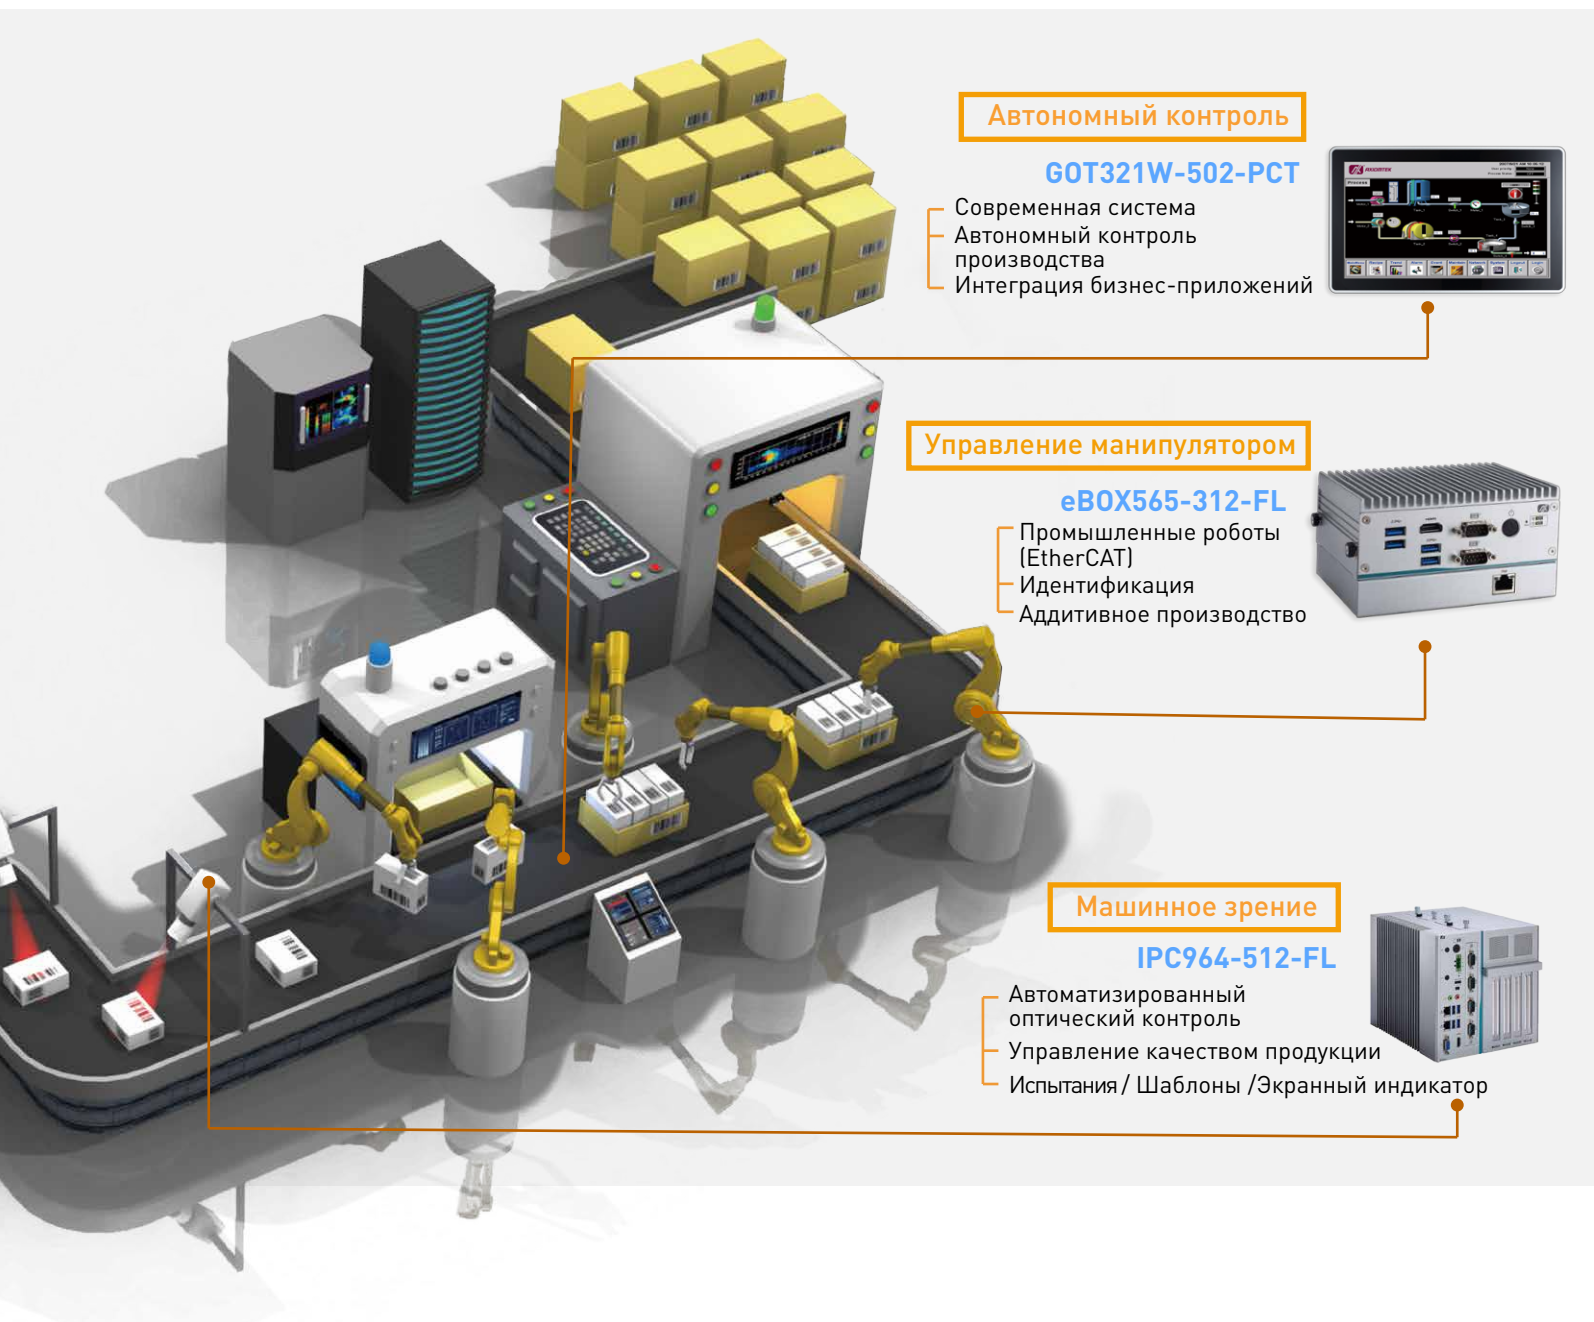 Автономный контроль
GOT321W-502-PCT
Современная система
Автономный контроль
производства
Интеграция бизнес-приложений
AXIOMTEK
Process
Управление манипулятором
eBOX565-312-FL
Промышленные роботы
(EtherCAT)
Идентификация
Аддитивное производство
Машинное зрение
IPC964-512-FL
Автоматизированный
оптический контроль
Управление качеством продукции
Испытания / Шаблоны /Экранный индикатор